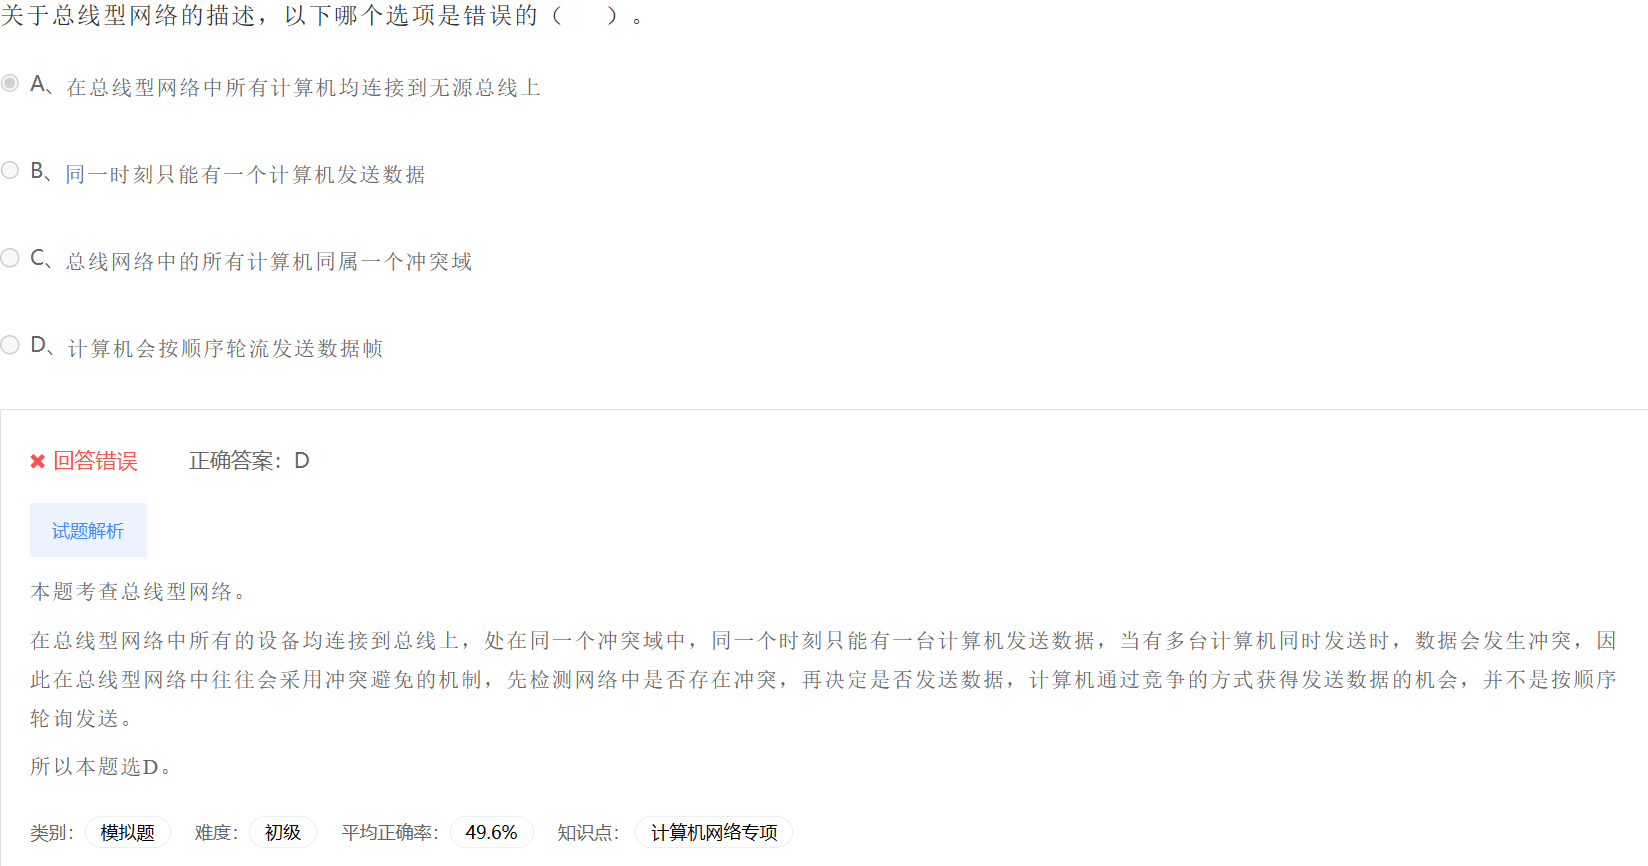 关于总线型网络的描述，以下哪个选项是错误的（　　）。
A、在总线型网络中所有计算机均连接到无源总线上
B、同一时刻只能有一个计算机发送数据
C、总线网络中的所有计算机同属一个冲突域
D、计算机会按顺序轮流发送数据帧
回答错误 正确答案：D
试题解析
本题考查总线型网络。
在总线型网络中所有的设备均连接到总线上，处在同一个冲突域中，同一个时刻只能有一台计算机发送数据，当有多台计算机同时发送时，数据会发生冲突，因
此在总线型网络中往往会采用冲突避免的机制，先检测网络中是否存在冲突，再决定是否发送数据，计算机通过竞争的方式获得发送数据的机会，并不是按顺序
轮询发送。
所以本题选D。
类别： 模拟题 难度： 初级 平均正确率： 49.6% 知识点： 计算机网络专项